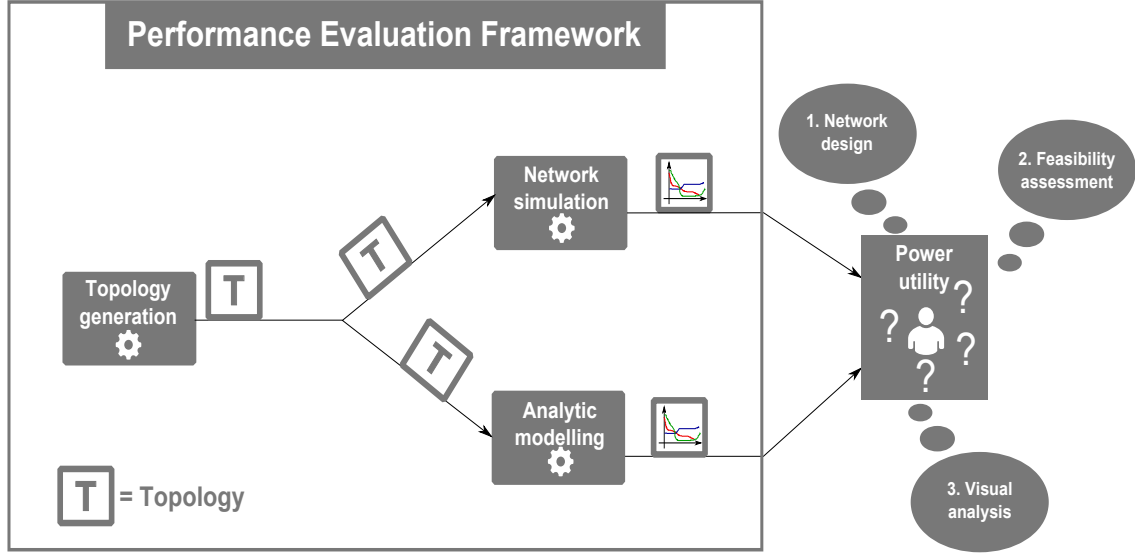 Performance Evaluation Framework
1. Network
design
2. Feasibility
assessment
Network
simulation
T
Power
utility
Topology
generation
T
?
?
?
?
T
Analytic
modelling
T = Topology
3. Visual
analysis